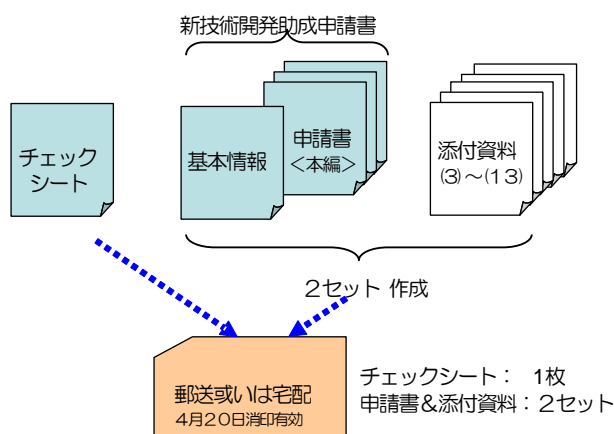 新技術開発助成申請書
チェック
シート
基本情報
申請書
＜本編＞
添付資料
(3)～(13)
２セット 作成
郵送或いは宅配
４月２０日消印有効
チェックシート： 1枚
申請書＆添付資料：２セット